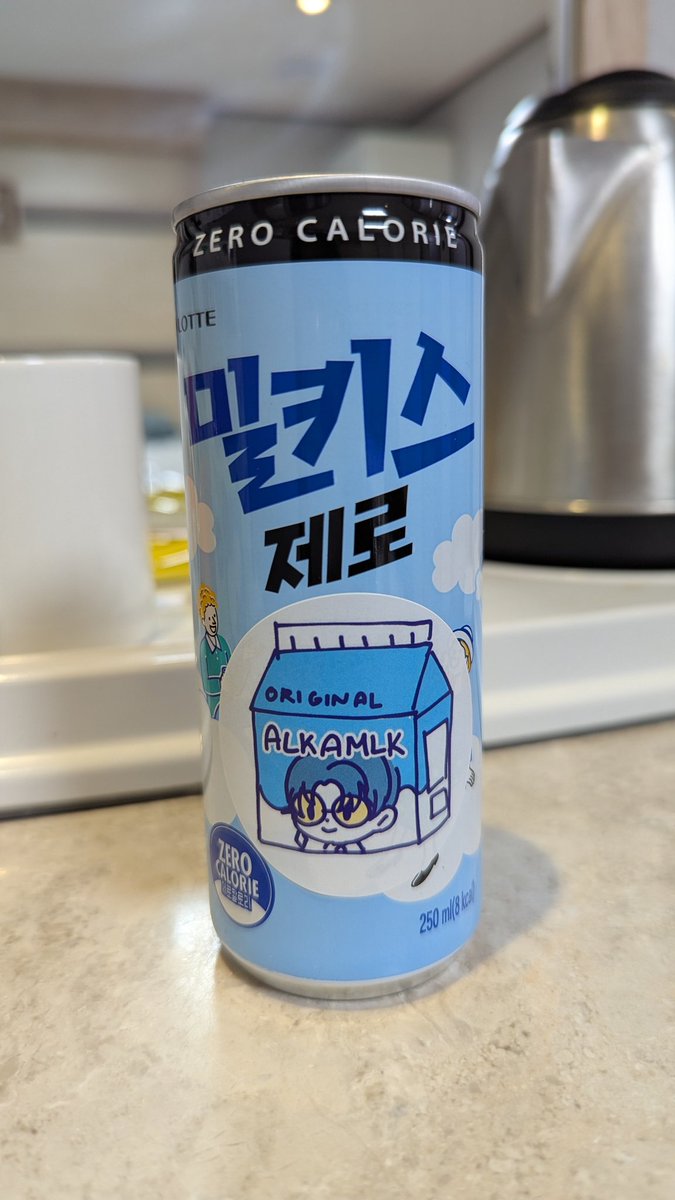 ZERO CALORIE
LOTTE
밀키스
제로
ORIGINAL
ALKAMLK
ZERO
CALORIE
250 ml(8 kcal)